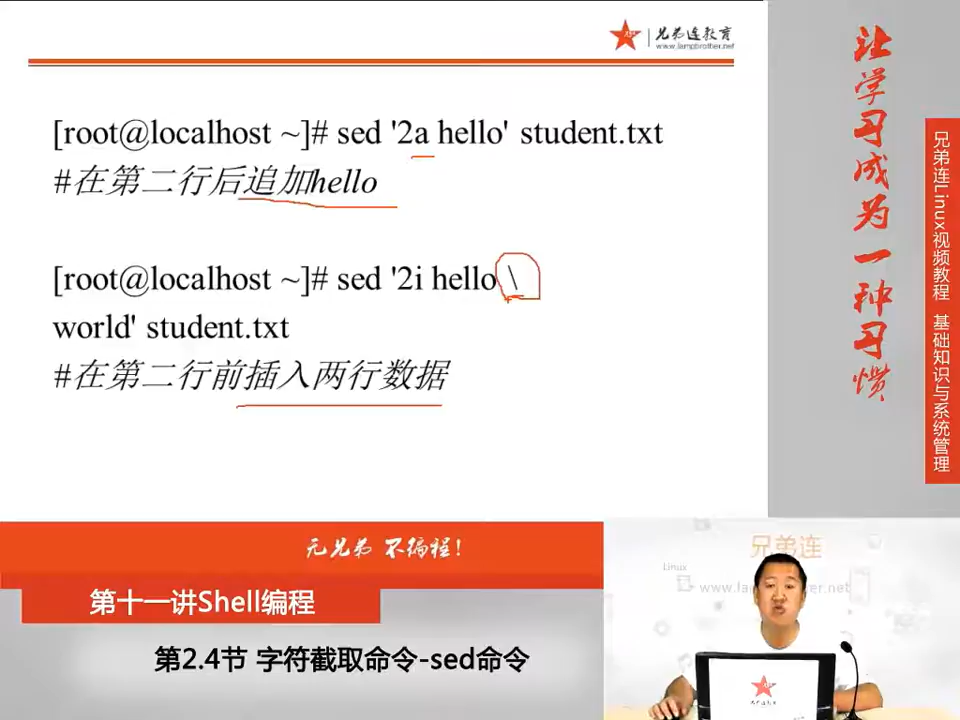 兄弟连教育
www.lampbrother.net
[root@localhost ~]# sed '2a hello' student.txt
#在第二行后追加hello
[root@localhost ~]# sed '2i hello \
world' student.txt
#在第二行前插入两行数据
让学习成为一种习惯
兄弟连Linux视频教程 基础知识与系统管理
无兄弟 不编程!
第十一讲Shell编程
第2.4节 字符截取命令-sed命令
兄弟连
Linux